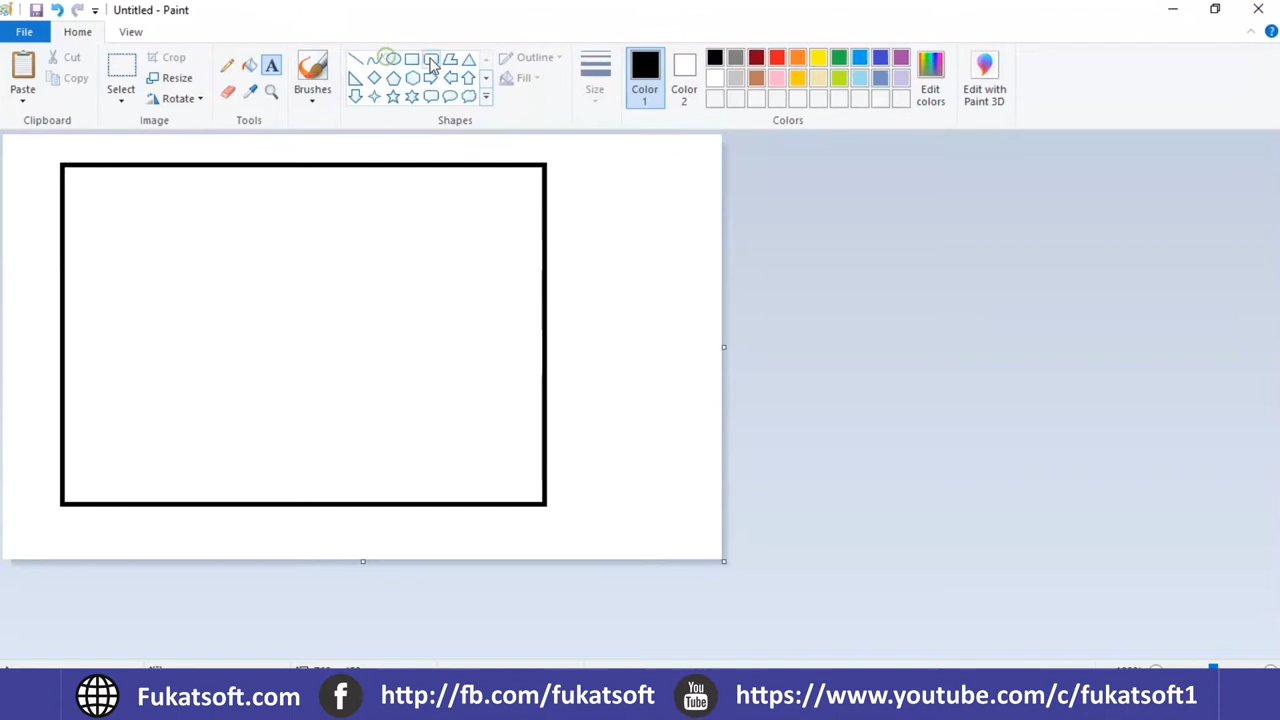 Untitled - Paint
File
Home
View
Paste
Cut
Copy
Clipboard
Select
Crop
Resize
Rotate
Image
A
Tools
Brushes
Shapes
Outline
Fill
Size
Color 1
Color 2
Edit colors
Colors
Edit with Paint 3D
Fukatsoft.com
f
http://fb.com/fukatsoft
You Tube
https://www.youtube.com/c/fukatsoft1